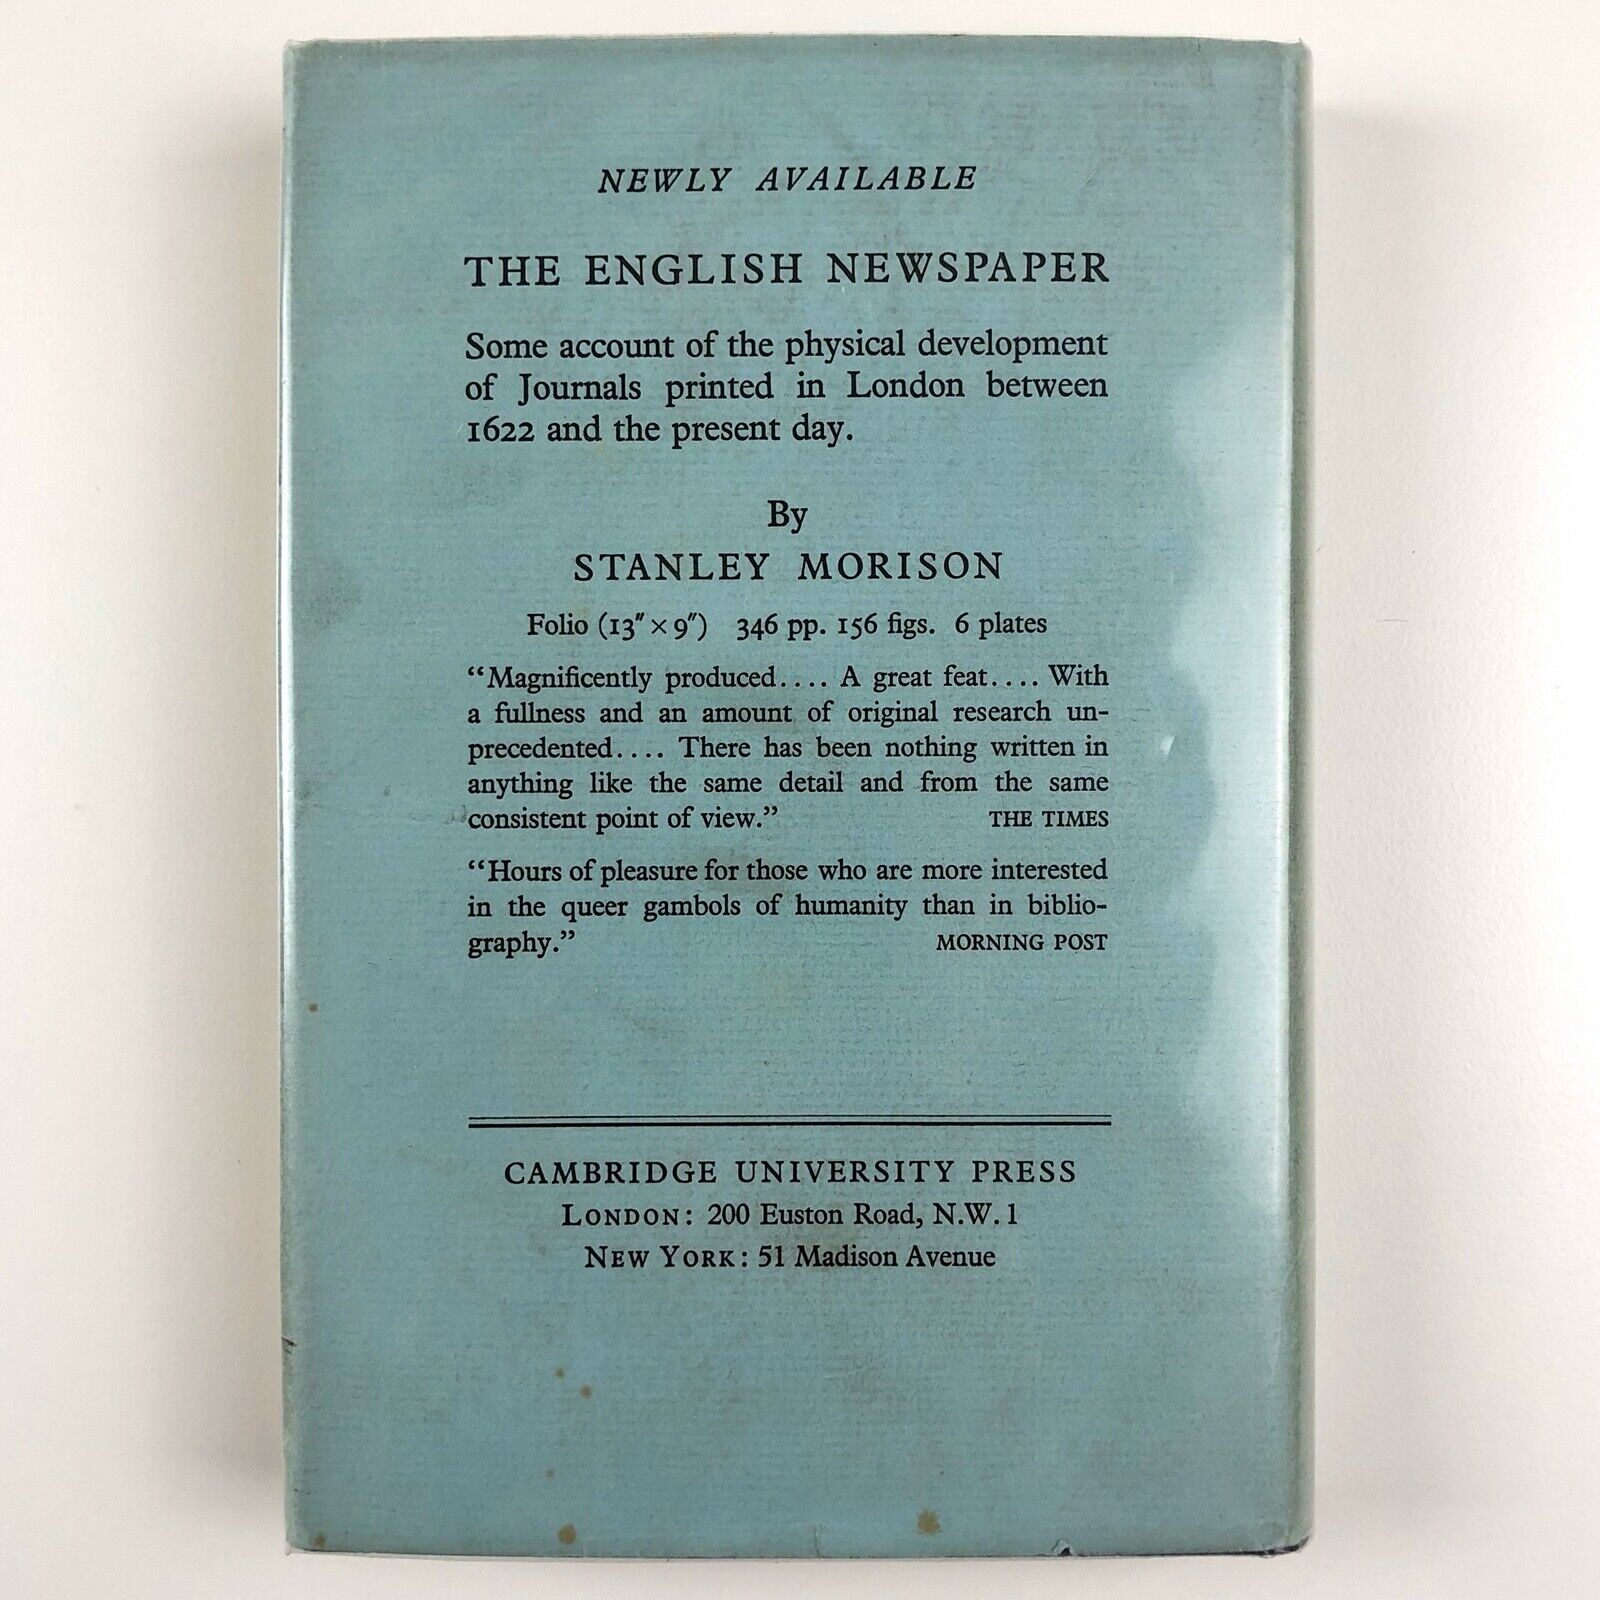 NEWLY AVAILABLE
THE ENGLISH NEWSPAPER
Some account of the physical development
of Journals printed in London between
1622 and the present day.
By
STANLEY MORISON
Folio (13″ × 9″) 346 pp. 156 figs. 6 plates
“Magnificently produced.... A great feat.... With
a fullness and an amount of original research un-
precedented.... There has been nothing written in
anything like the same detail and from the same
consistent point of view.” THE TIMES
“Hours of pleasure for those who are more interested
in the queer gambols of humanity than in biblio-
graphy.” MORNING POST
CAMBRIDGE UNIVERSITY PRESS
LONDON: 200 Euston Road, N.W. 1
NEW YORK: 51 Madison Avenue